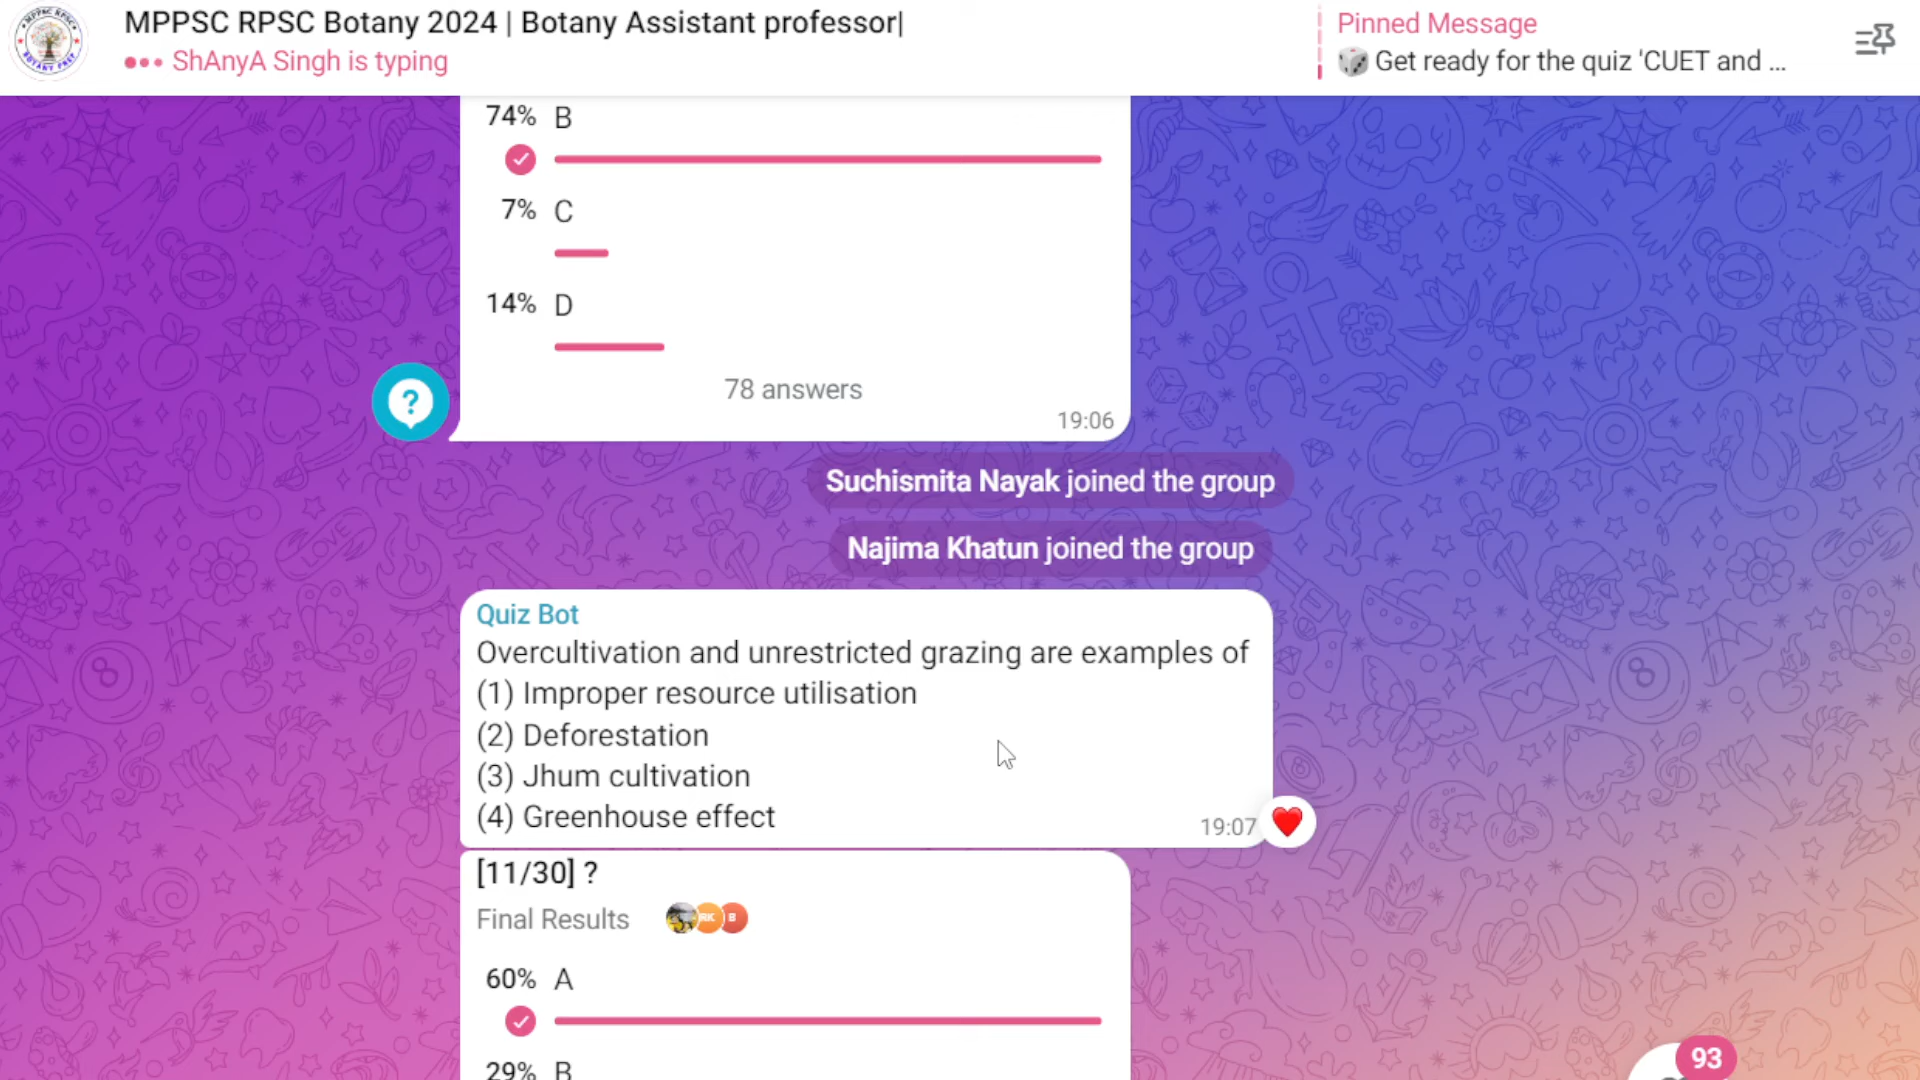 MPPSC RPSC Botany 2024 | Botany Assistant professor|
ShAnyA Singh is typing
Pinned Message
Get ready for the quiz 'CUET and ...
74% B
7% C
14% D
78 answers
19:06
Suchismita Nayak joined the group
Najima Khatun joined the group
Quiz Bot
Overcultivation and unrestricted grazing are examples of
(1) Improper resource utilisation
(2) Deforestation
(3) Jhum cultivation
(4) Greenhouse effect
19:07
[11/30] ?
Final Results
RK B
60% A
29% B
93